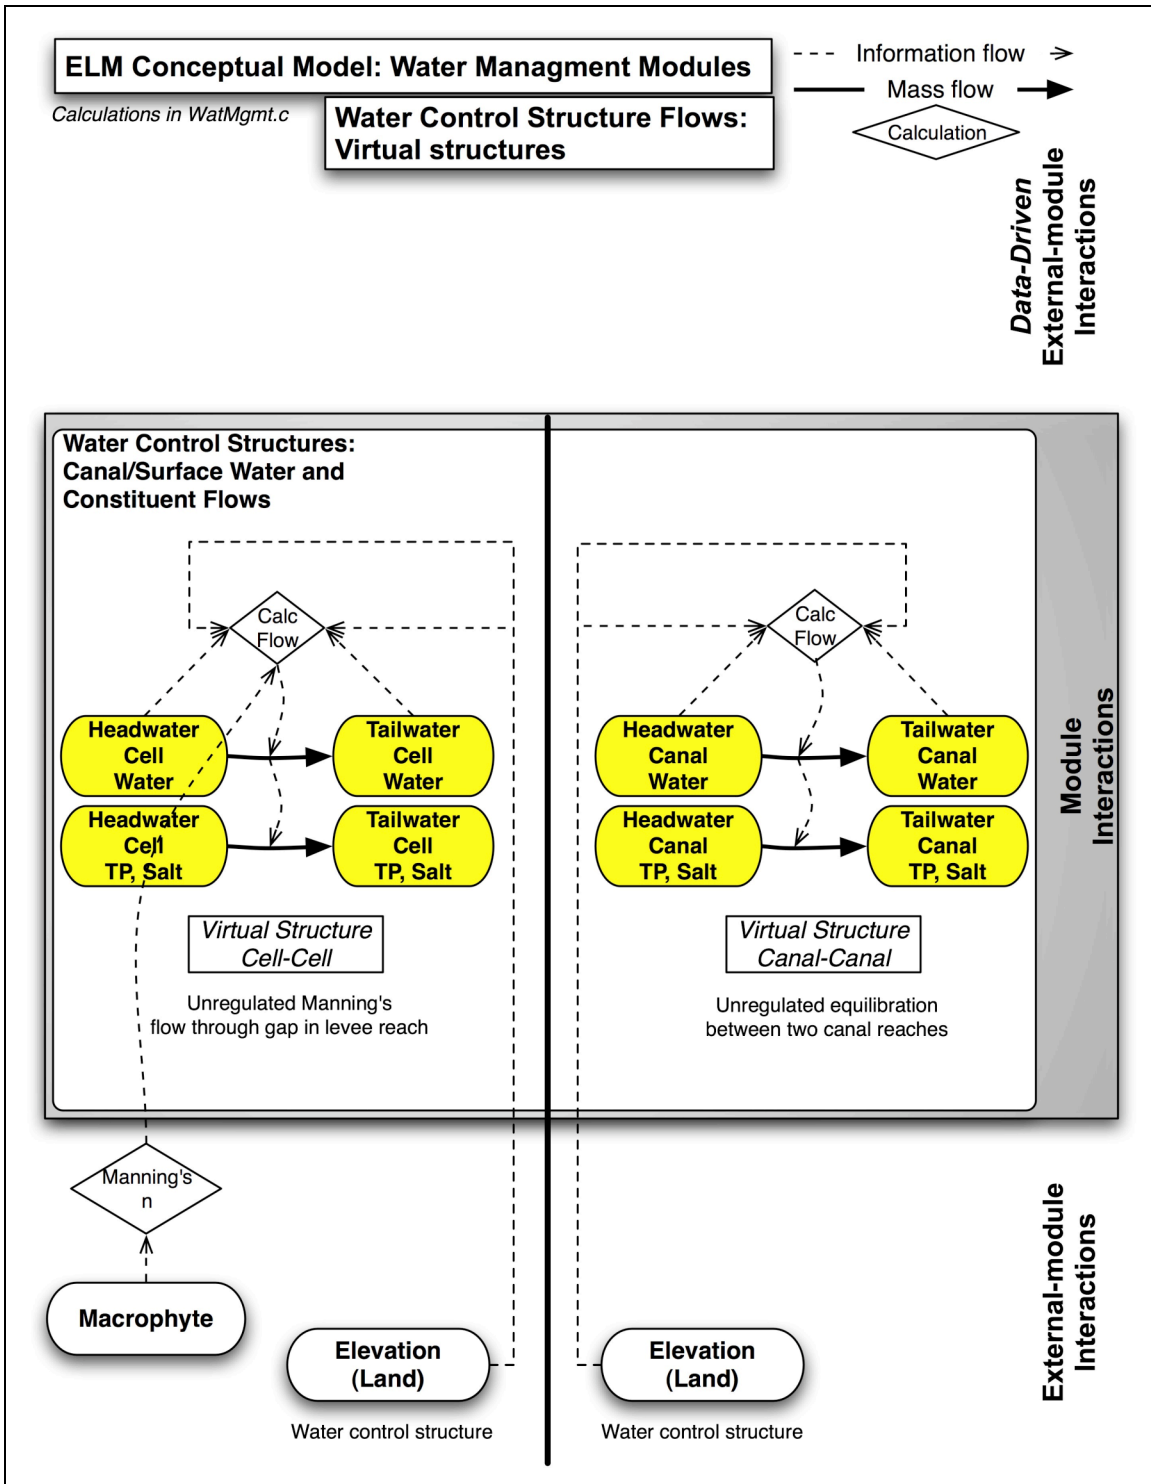 ELM Conceptual Model: Water Managment Modules
Calculations in WatMgmt.c
Water Control Structure Flows:
Virtual structures
Information flow
Mass flow
Calculation
Data-Driven
External-module
Interactions
Water Control Structures:
Canal/Surface Water and
Constituent Flows
Calc
Flow
Headwater
Cell
Water
Tailwater
Cell
Water
Headwater
Cell
TP, Salt
Tailwater
Cell
TP, Salt
Virtual Structure
Cell-Cell
Unregulated Manning's
flow through gap in levee reach
Calc
Flow
Headwater
Canal
Water
Tailwater
Canal
Water
Headwater
Canal
TP, Salt
Tailwater
Canal
TP, Salt
Virtual Structure
Canal-Canal
Unregulated equilibration
between two canal reaches
Module
Interactions
Manning's
n
Macrophyte
Elevation
(Land)
Water control structure
Elevation
(Land)
Water control structure
External-module
Interactions